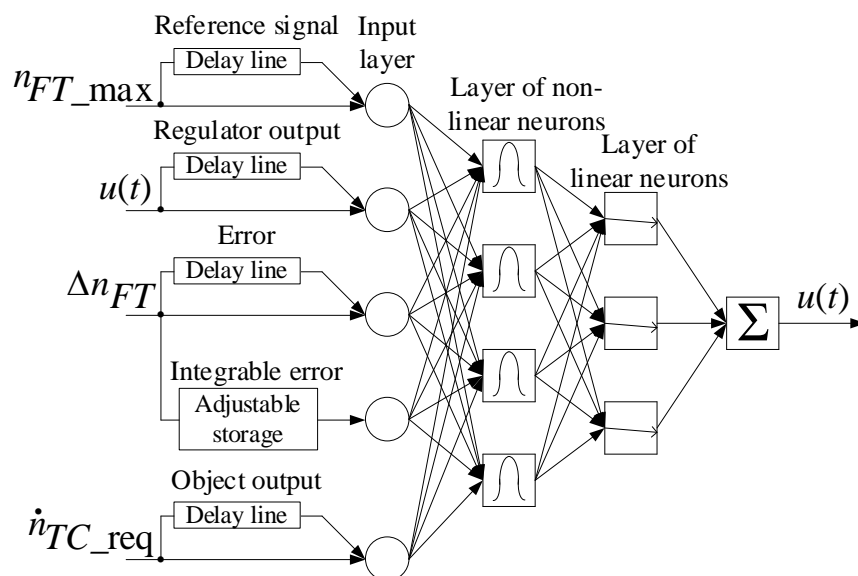 Reference signal
Input
layer
Delay line
n_FT_max
Layer of non-
linear neurons
Regulator output
Delay line
u(t)
Layer of
linear neurons
Error
Delay line
Δn_FT
Σ
u(t)
Integrable error
Adjustable
storage
Object output
Delay line
ṅ_TC_req